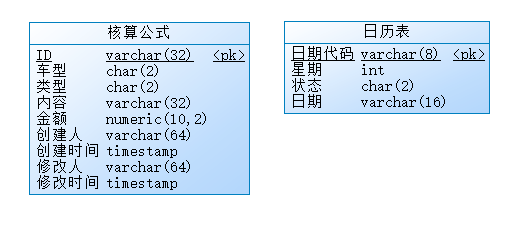 核算公式
ID varchar(32) <pk>
车型 char(2)
类型 char(2)
内容 varchar(32)
金额 numeric(10,2)
创建人 varchar(64)
创建时间 timestamp
修改人 varchar(64)
修改时间 timestamp
日历表
日期代码 varchar(8) <pk>
星期 int
状态 char(2)
日期 varchar(16)